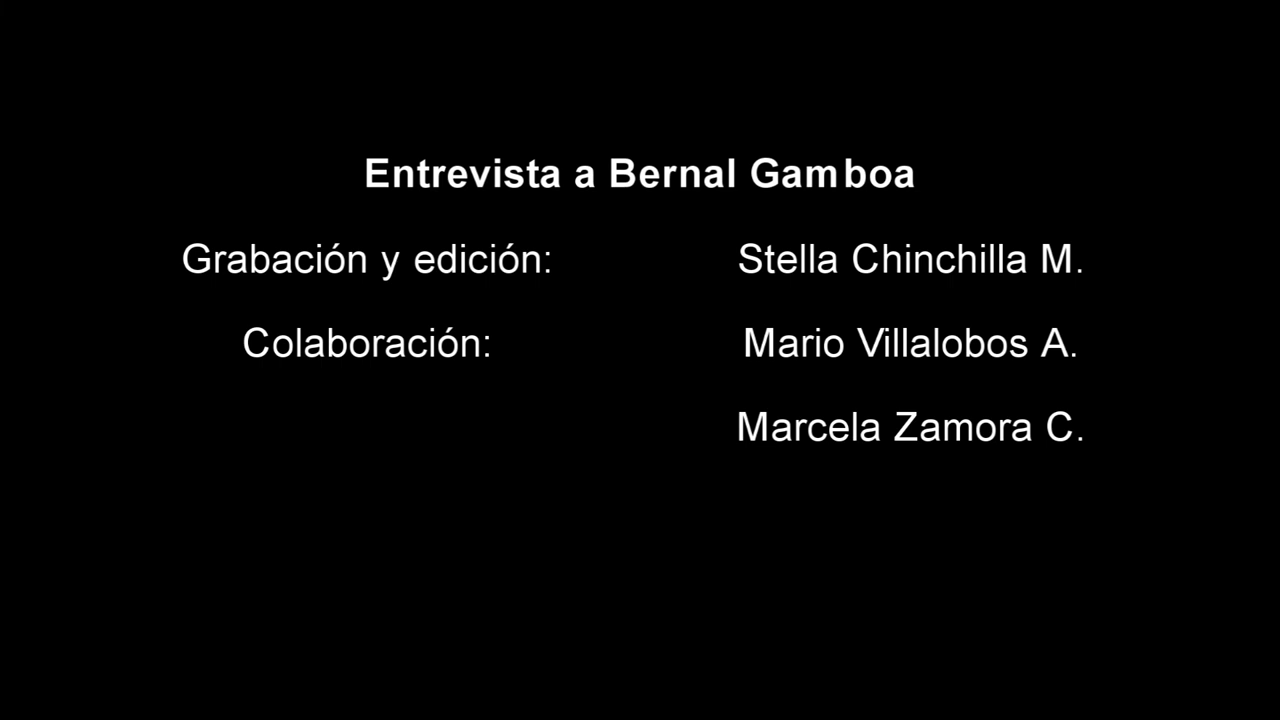 Entrevista a Bernal Gamboa
Grabación y edición: Stella Chinchilla M.
Colaboración: Mario Villalobos A.
Marcela Zamora C.